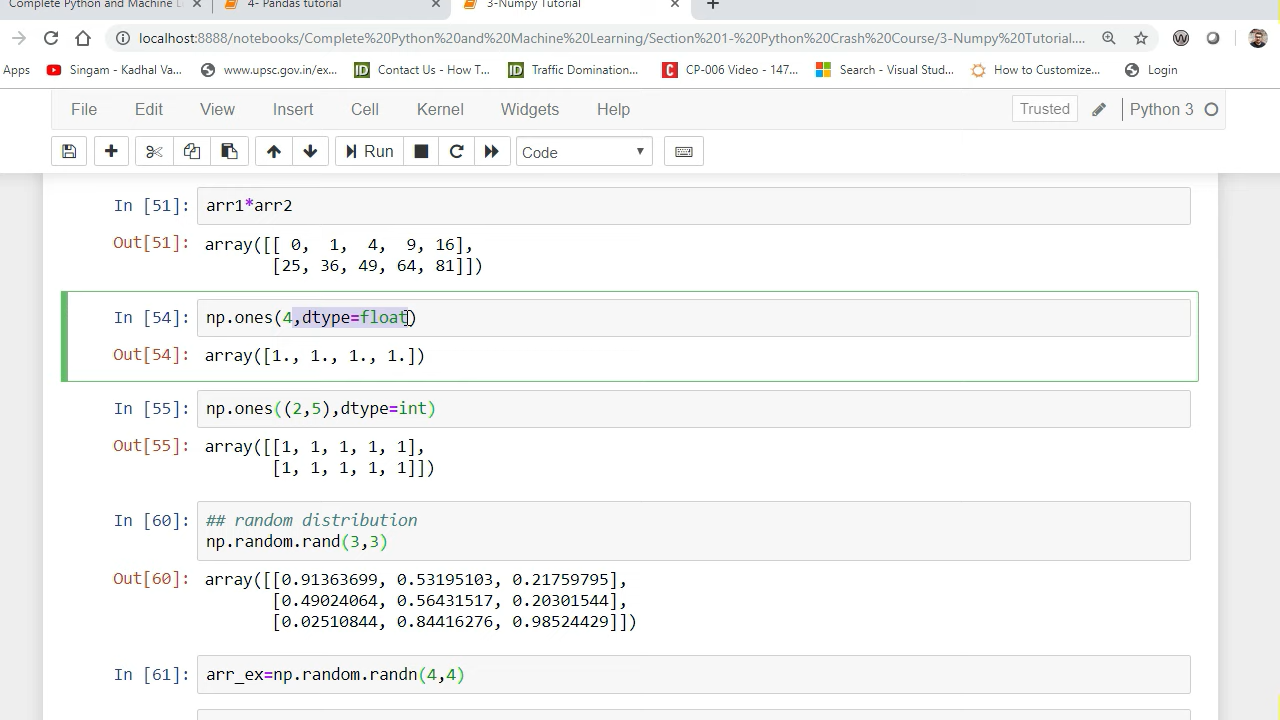 Complete Python and Machine L
4- Pandas tutorial
3-Numpy Tutorial
localhost:8888/notebooks/Complete%20Python%20and%20Machine%20Learning/Section%201-%20Python%20Crash%20Course/3-Numpy%20Tutorial....
Apps
Singam - Kadhal Va...
www.upsc.gov.in/ex...
Contact Us - How T...
Traffic Domination...
CP-006 Video - 147...
Search - Visual Stud...
How to Customize...
Login
File Edit View Insert Cell Kernel Widgets Help
Trusted
Python 3
Run
Code
In [51]: arr1*arr2
Out[51]: array([[ 0, 1, 4, 9, 16],
[25, 36, 49, 64, 81]])
In [54]: np.ones(4,dtype=float)
Out[54]: array([1., 1., 1., 1.])
In [55]: np.ones((2,5),dtype=int)
Out[55]: array([[1, 1, 1, 1, 1],
[1, 1, 1, 1, 1]])
In [60]: ## random distribution
np.random.rand(3,3)
Out[60]: array([[0.91363699, 0.53195103, 0.21759795],
[0.49024064, 0.56431517, 0.20301544],
[0.02510844, 0.84416276, 0.98524429]])
In [61]: arr_ex=np.random.randn(4,4)